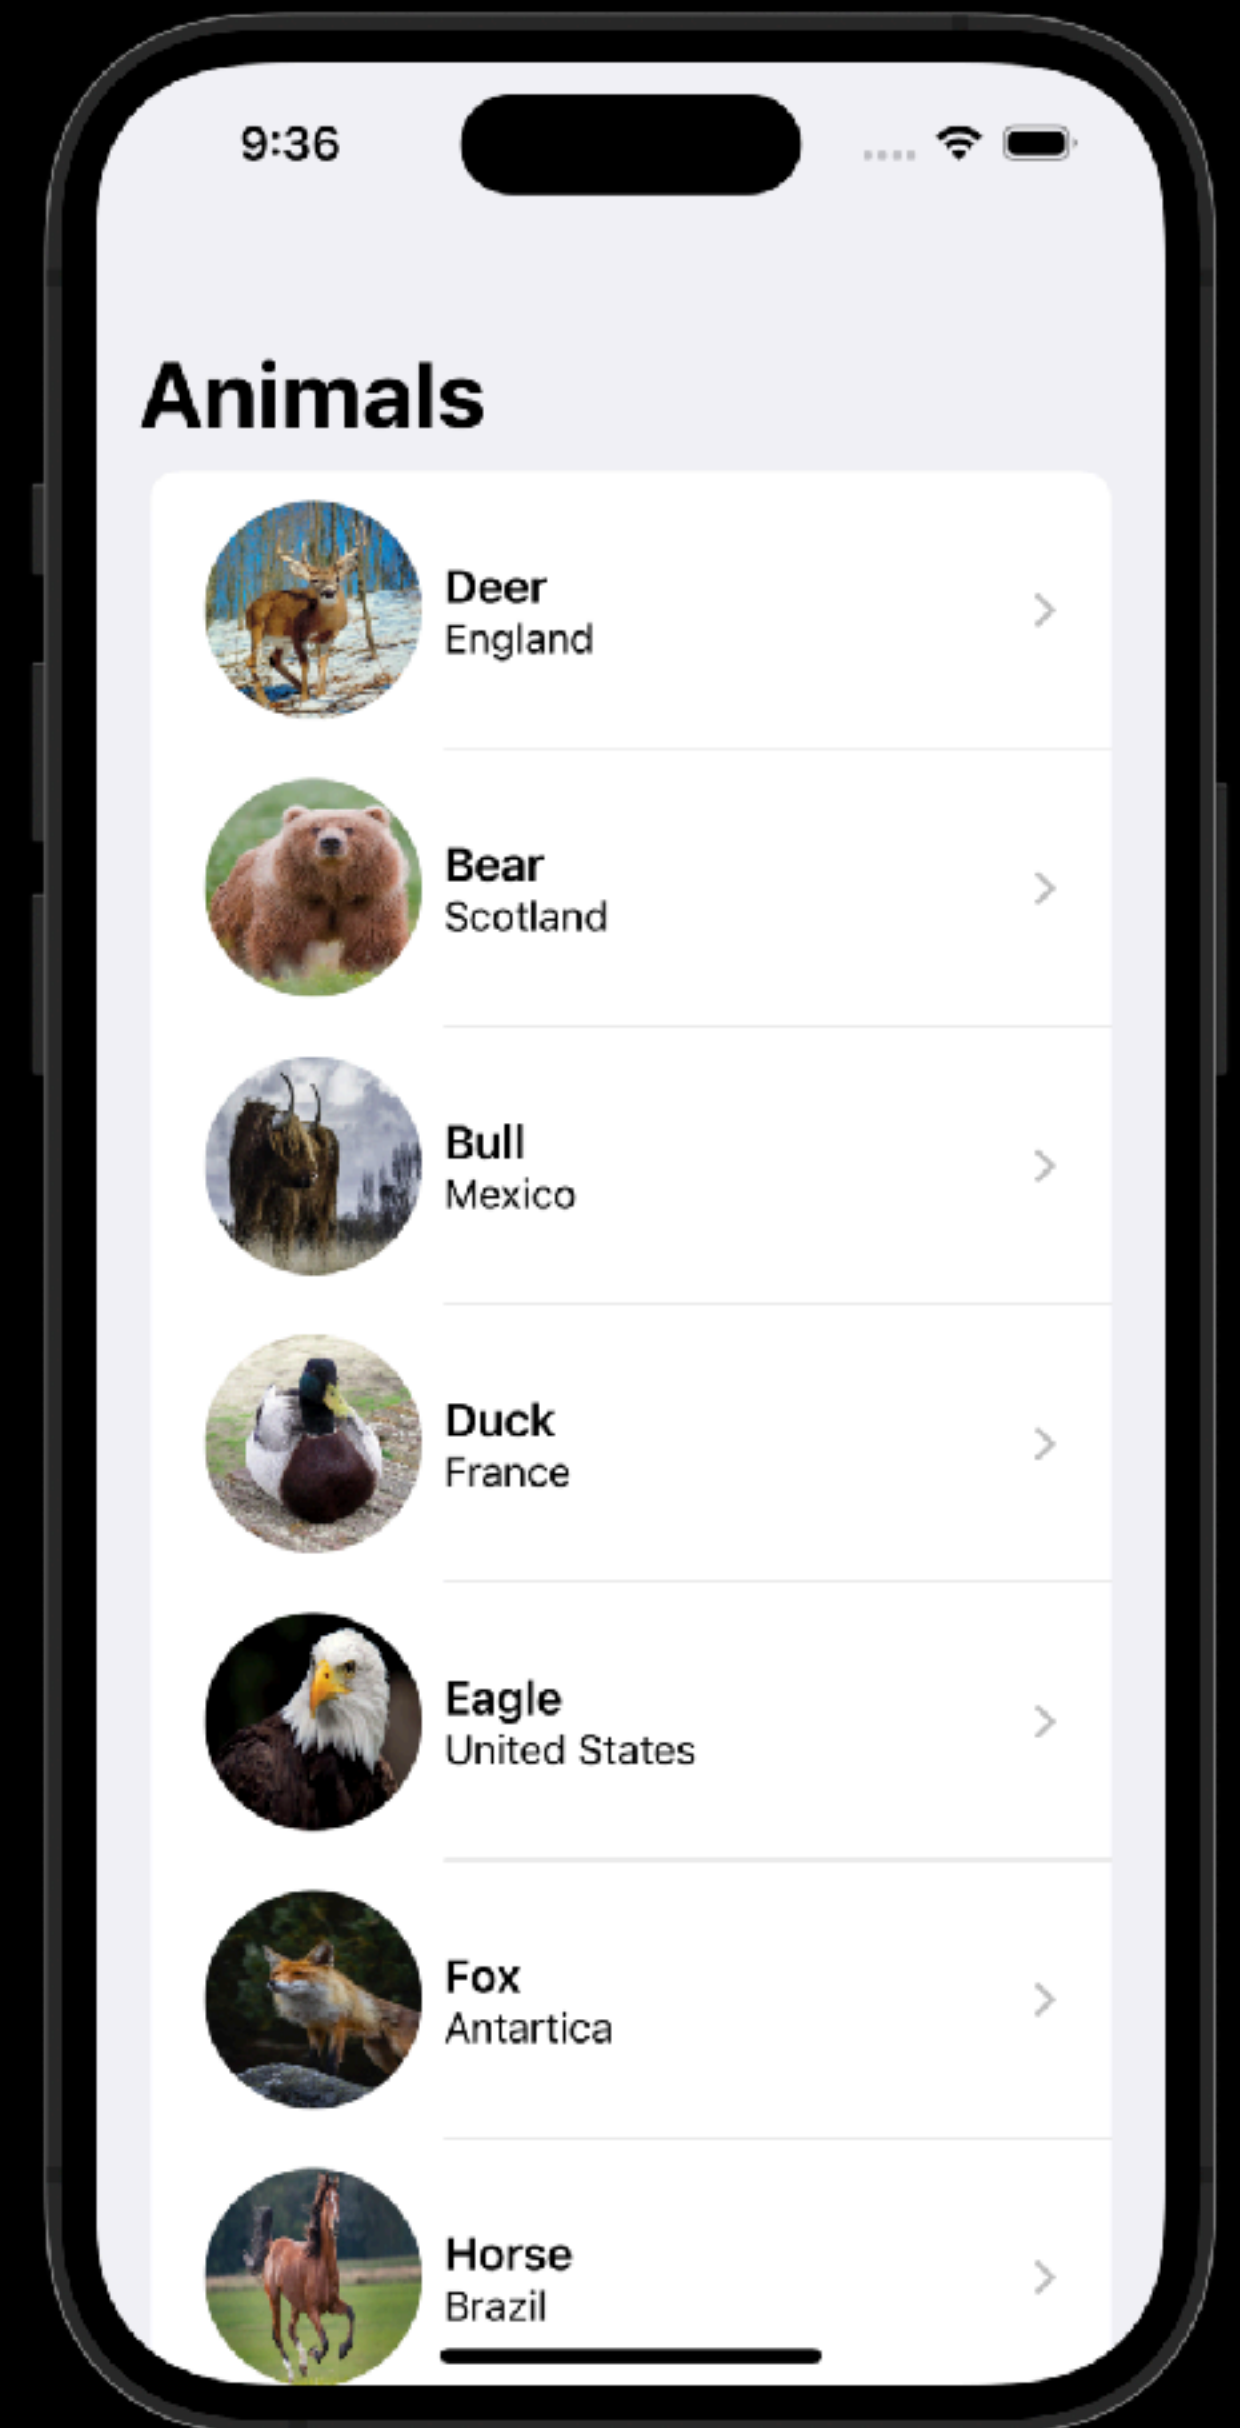 9:36
Animals
Deer
England
Bear
Scotland
Bull
Mexico
Duck
France
Eagle
United States
Fox
Antartica
Horse
Brazil